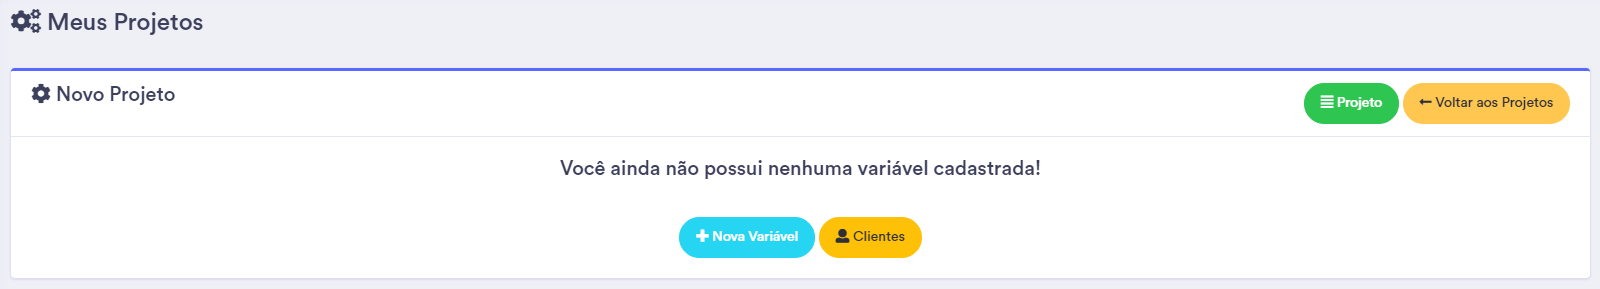 Meus Projetos
Novo Projeto
Projeto
Voltar aos Projetos
Você ainda não possui nenhuma variável cadastrada!
Nova Variável
Clientes